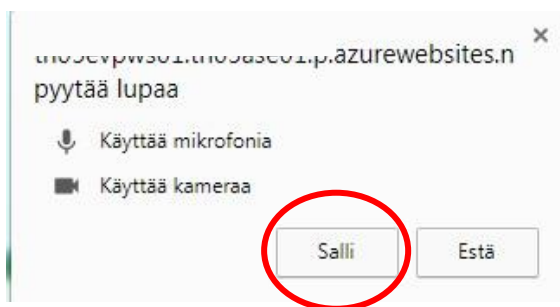 .azurewebsites.n
pyytää lupaa
Käyttää mikrofonia
Käyttää kameraa
Salli
Estä